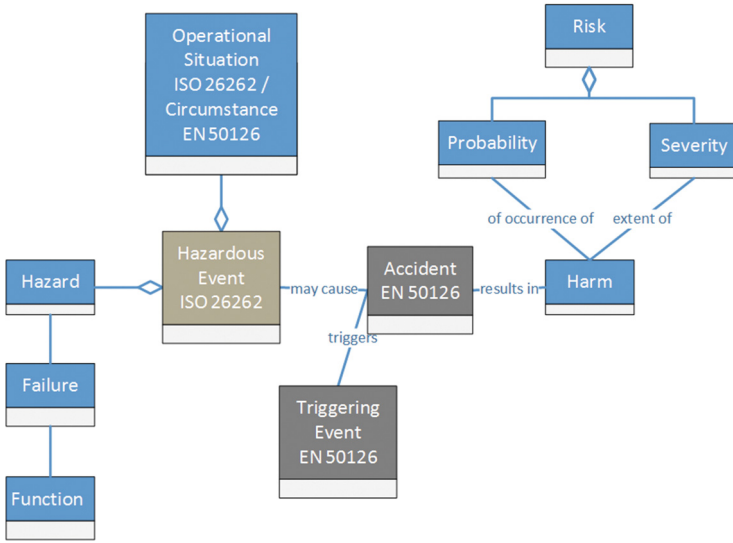 Operational
Situation
ISO 26262 /
Circumstance
EN 50126
Risk
Probability
Severity
of occurrence of
extent of
Hazard
Hazardous
Event
ISO 26262
may cause
Accident
EN 50126
results in
Harm
triggers
Failure
Triggering
Event
EN 50126
Function